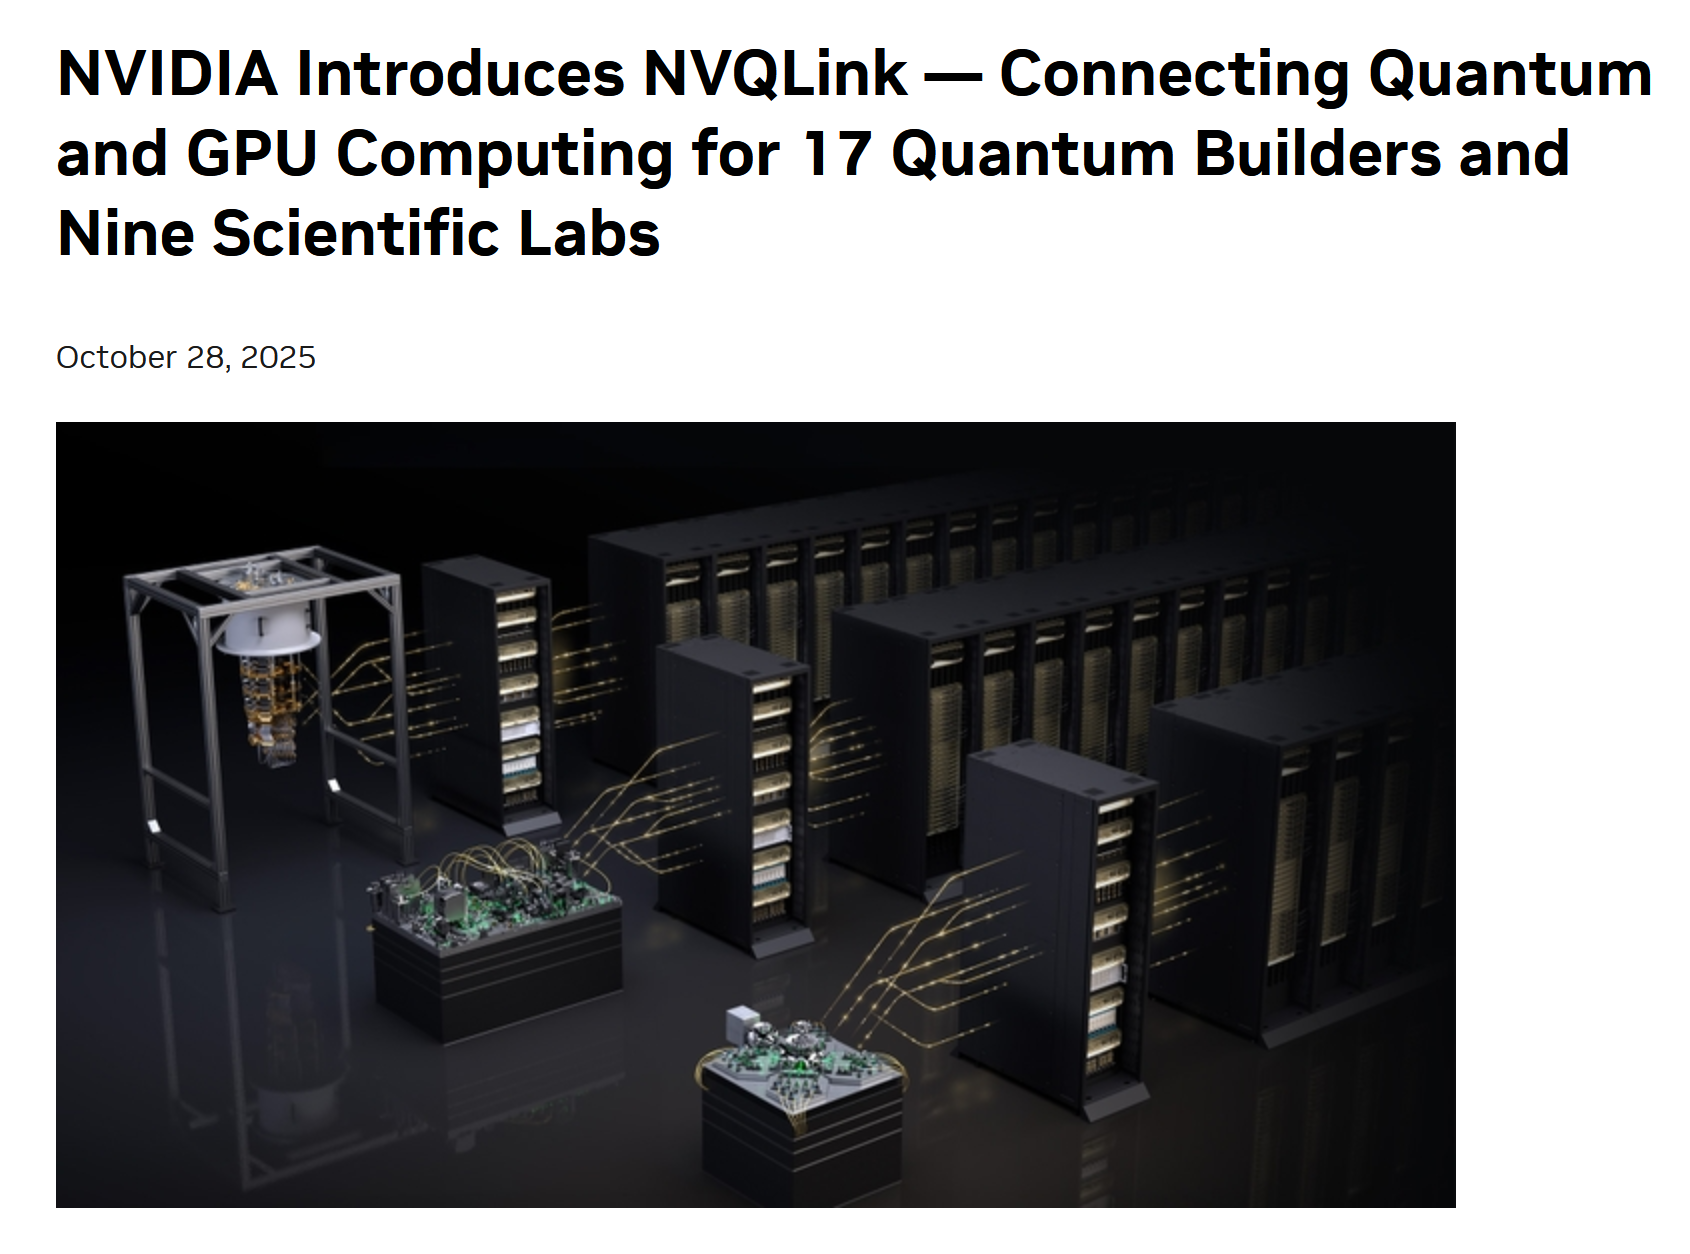 NVIDIA Introduces NVQLink — Connecting Quantum
and GPU Computing for 17 Quantum Builders and
Nine Scientific Labs
October 28, 2025